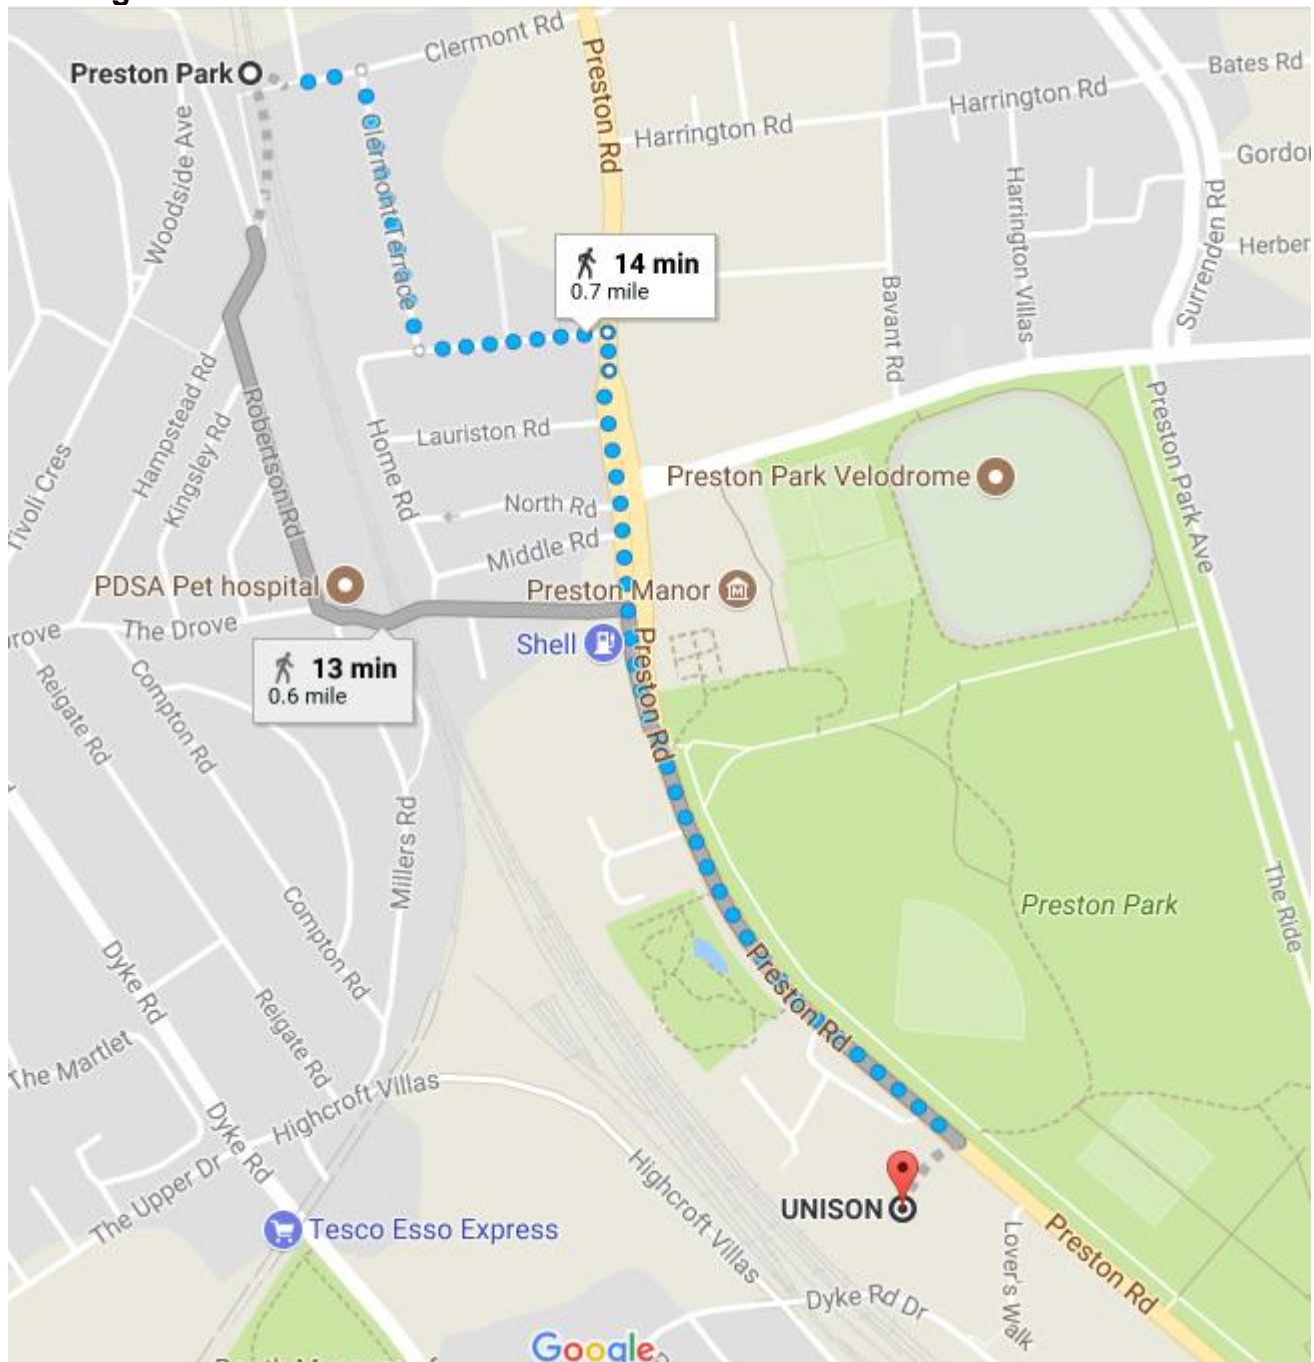 Clermont Rd
Preston Rd
Bates Rd
Preston Park
Harrington Rd
Harrington Rd
Woodside Ave
Clermont Terrace
Harrington Villas
Surrenden Rd
14 min
0.7 mile
Bavant Rd
Hampstead Rd
Kingsley Rd
Robertson Rd
Home Rd
Lauriston Rd
Preston Park Ave
Tivoli Cres
Preston Park Velodrome
North Rd
Middle Rd
PDSA Pet hospital
Preston Manor
The Drove
Shell
Preston Rd
13 min
0.6 mile
Reigate Rd
Compton Rd
Millers Rd
Preston Park
The Ride
Compton Rd
Dyke Rd
Preston Rd
Reigate Rd
The Martlet
Highcroft Villas
Dyke Rd
The Upper Dr
Highcroft Villas
UNISON
Tesco Esso Express
Lover's Walk
Preston Rd
Dyke Rd Dr
Google